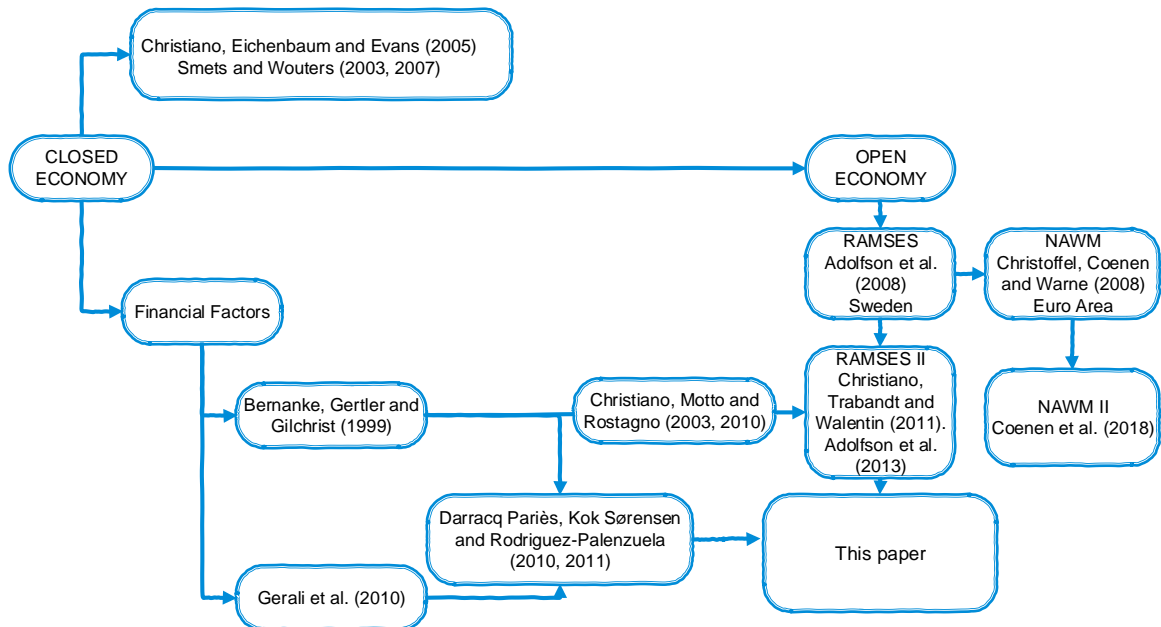 Christiano, Eichenbaum and Evans (2005)
Smets and Wouters (2003, 2007)
CLOSED
ECONOMY
OPEN
ECONOMY
RAMSES
Adolfson et al.
(2008)
Sweden
NAWM
Christoffel, Coenen
and Warne (2008)
Euro Area
Financial Factors
RAMSES II
Christiano,
Trabandt and
Walentin (2011).
Adolfson et al.
(2013)
NAWM II
Coenen et al. (2018)
Bernanke, Gertler and
Gilchrist (1999)
Christiano, Motto and
Rostagno (2003, 2010)
Darracq Pariès, Kok Sørensen
and Rodriguez-Palenzuela
(2010, 2011)
This paper
Gerali et al. (2010)